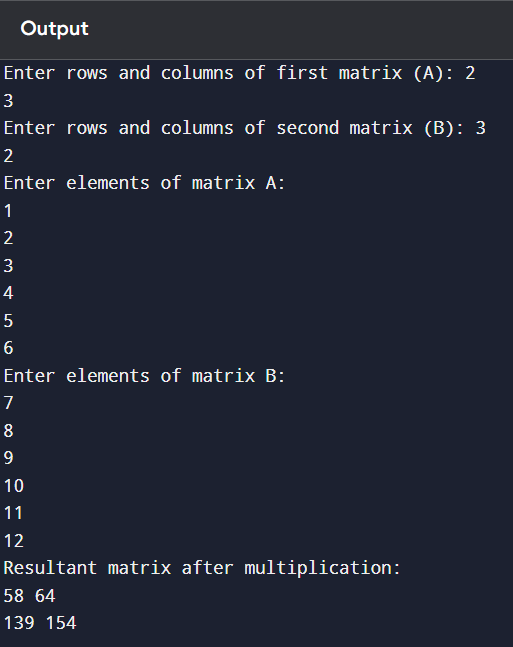 Output
Enter rows and columns of first matrix (A): 2
3
Enter rows and columns of second matrix (B): 3
2
Enter elements of matrix A:
1
2
3
4
5
6
Enter elements of matrix B:
7
8
9
10
11
12
Resultant matrix after multiplication:
58 64
139 154